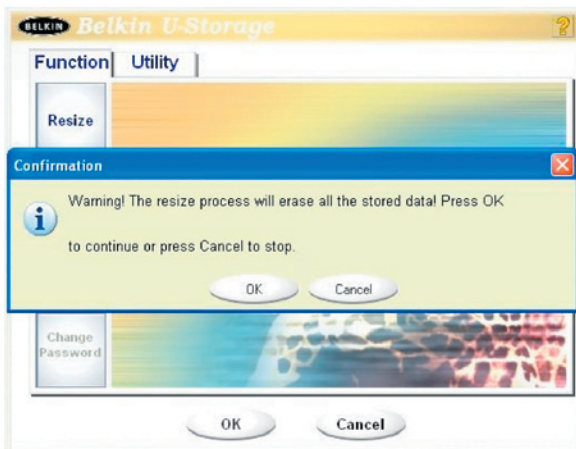 BELKIN Belkin U-Storage ?
Function Utility
Resize
Confirmation
Warning! The resize process will erase all the stored data! Press OK
to continue or press Cancel to stop.
OK Cancel
Change
Password
OK Cancel